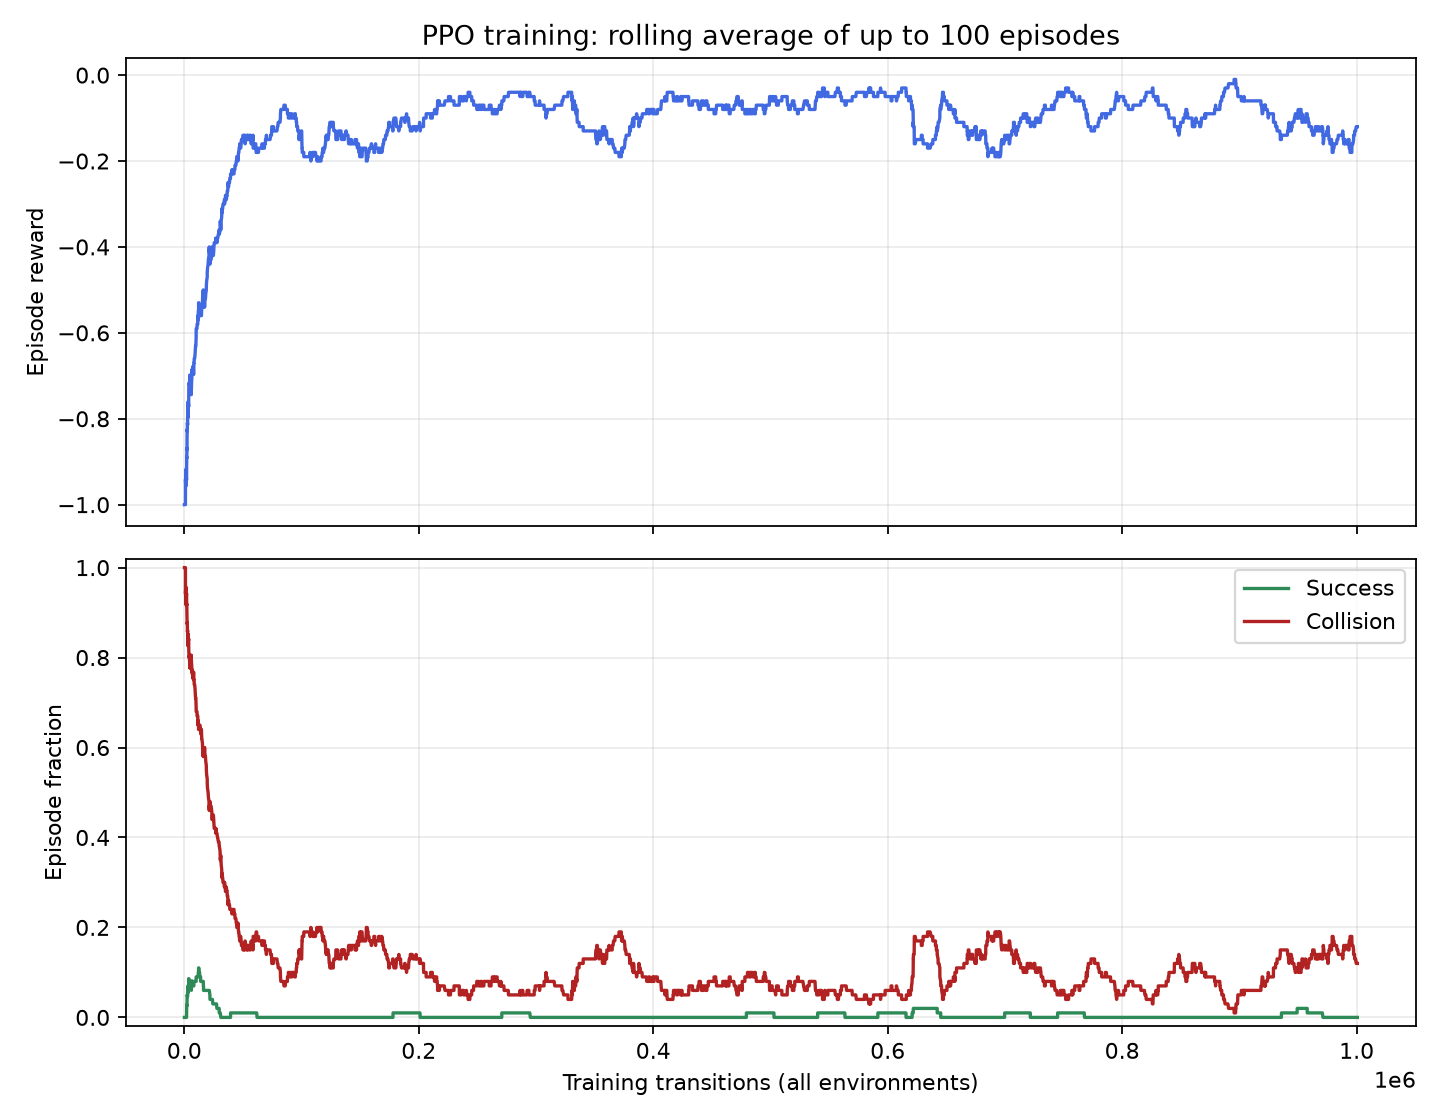 PPO training: rolling average of up to 100 episodes
Episode reward
0.0
−0.2
−0.4
−0.6
−0.8
−1.0
Episode fraction
1.0
0.8
0.6
0.4
0.2
0.0
Success
Collision
0.0 0.2 0.4 0.6 0.8 1.0
1e6
Training transitions (all environments)